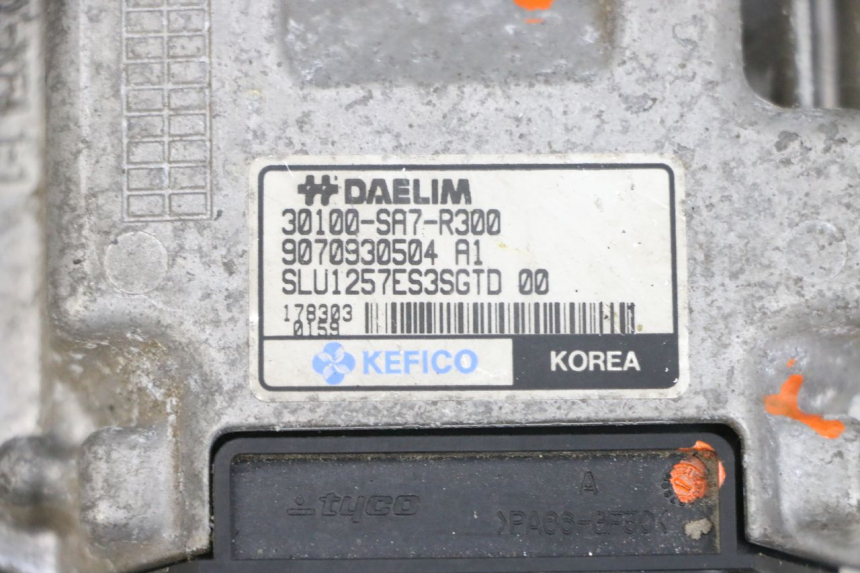 DAELIM
30100-SA7-R300
9070930504 A1
SLU1257ES3SGTD 00
178303
0159
KEFICO
KOREA
tyco
A